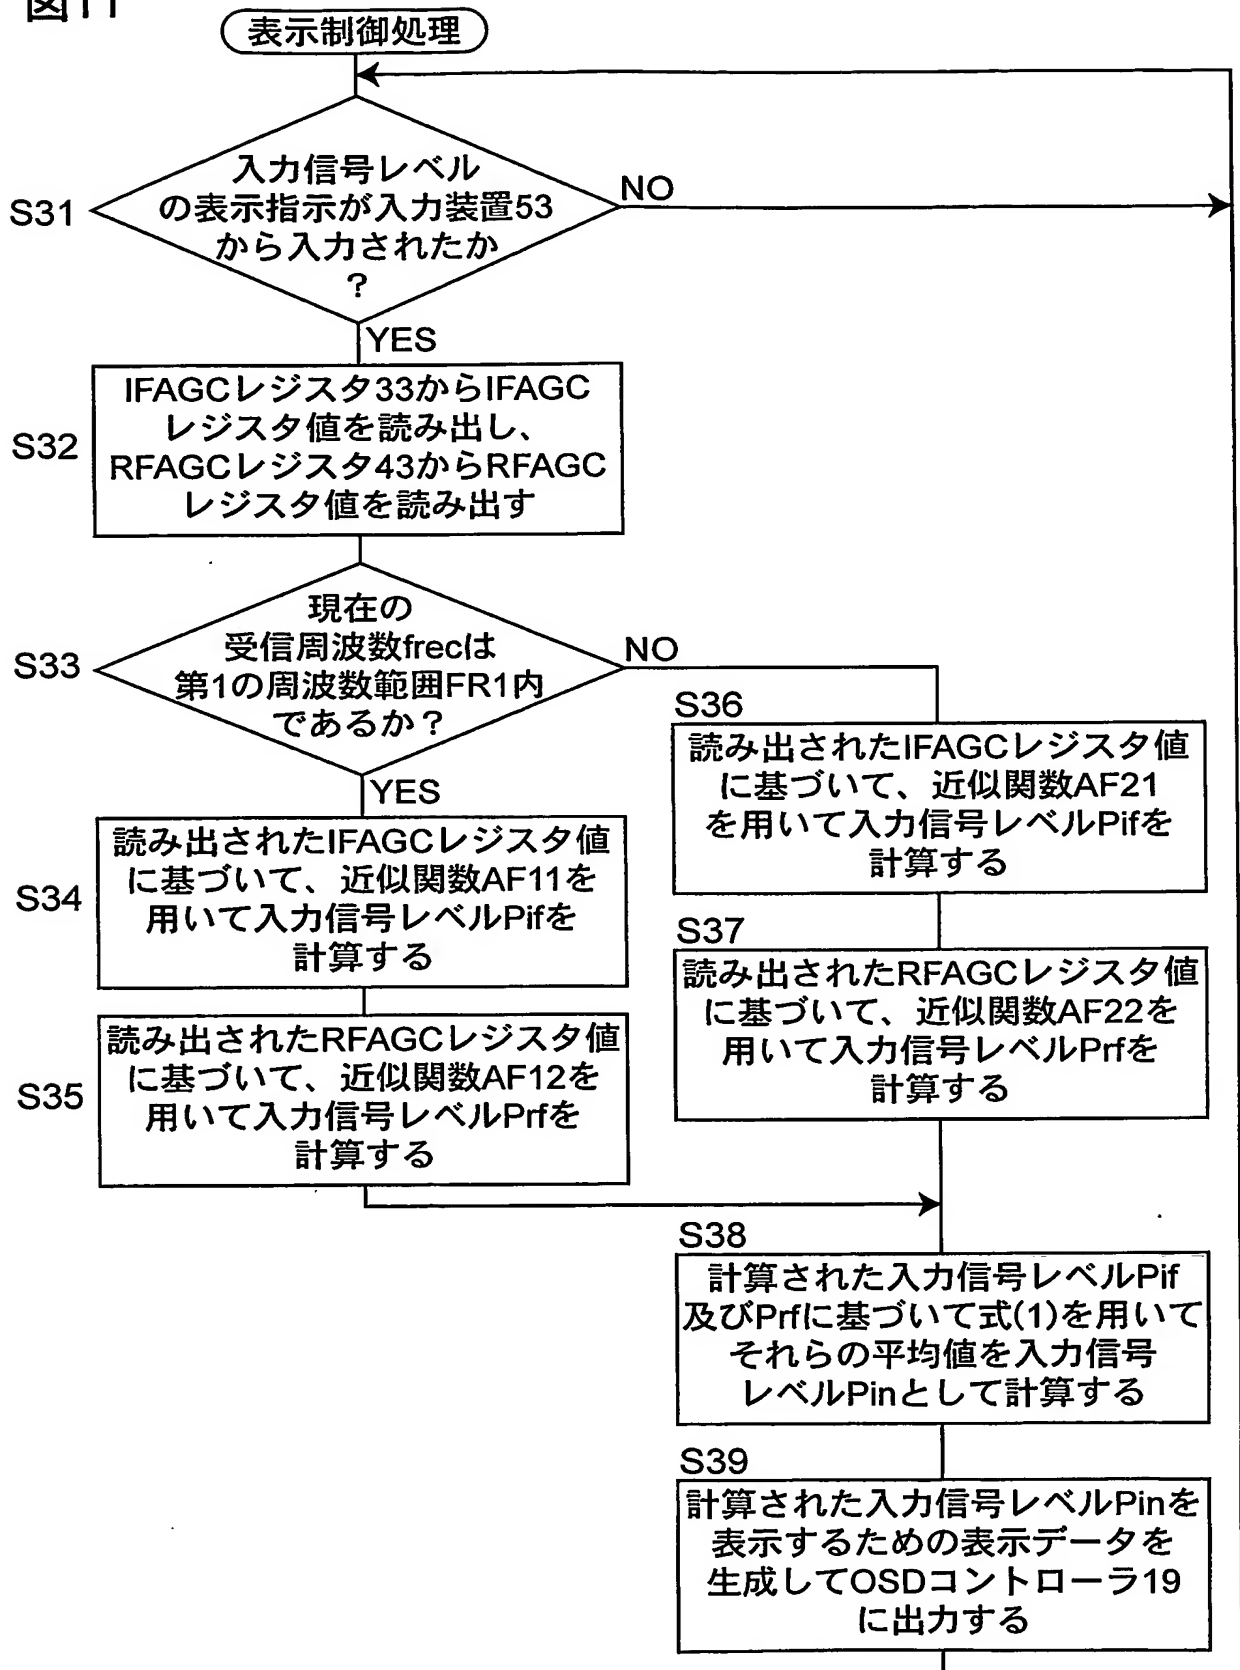 図11
表示制御処理
S31
入力信号レベル
の表示指示が入力装置53
から入力されたか
?
NO
YES
S32
IFAGCレジスタ33からIFAGC
レジスタ値を読み出し、
RFAGCレジスタ43からRFAGC
レジスタ値を読み出す
S33
現在の
受信周波数frecは
第1の周波数範囲FR1内
であるか?
NO
YES
S34
読み出されたIFAGCレジスタ値
に基づいて、近似関数AF11を
用いて入力信号レベルPifを
計算する
S35
読み出されたRFAGCレジスタ値
に基づいて、近似関数AF12を
用いて入力信号レベルPrfを
計算する
S36
読み出されたIFAGCレジスタ値
に基づいて、近似関数AF21
を用いて入力信号レベルPifを
計算する
S37
読み出されたRFAGCレジスタ値
に基づいて、近似関数AF22を
用いて入力信号レベルPrfを
計算する
S38
計算された入力信号レベルPif
及びPrfに基づいて式(1)を用いて
それらの平均値を入力信号
レベルPinとして計算する
S39
計算された入力信号レベルPinを
表示するための表示データを
生成してOSDコントローラ19
に出力する